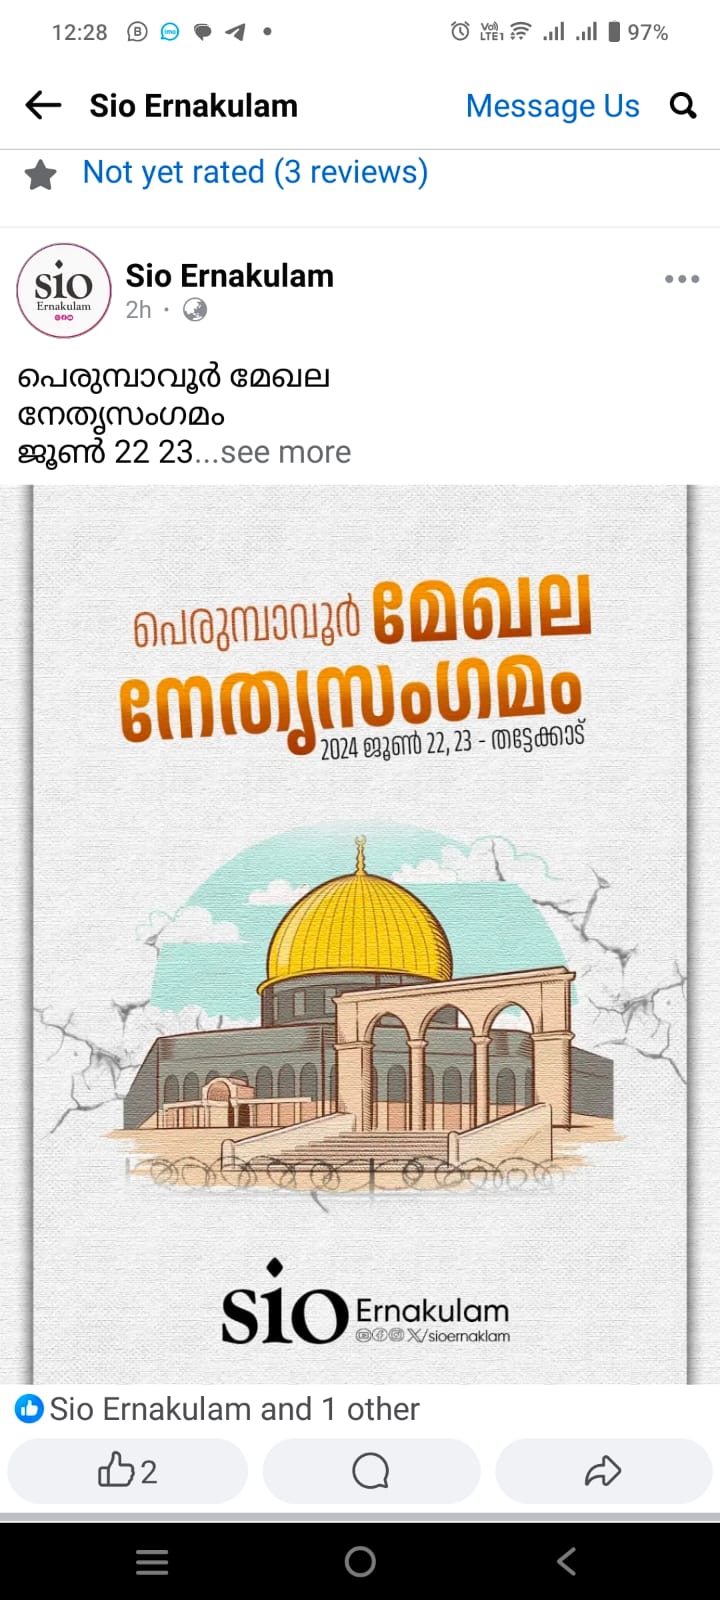 12:28
97%
Sio Ernakulam
Message Us
Not yet rated (3 reviews)
sio
Ernakulam
Sio Ernakulam
2h ·
പെരുമ്പാവൂർ മേഖല
നേതൃസംഗമം
ജൂൺ 22 23...see more
പെരുമ്പാവൂർ മേഖല
നേതൃസംഗമം
2024 ജൂൺ 22, 23 - തട്ടേക്കാട്
sio Ernakulam
/sioernaklam
Sio Ernakulam and 1 other
2